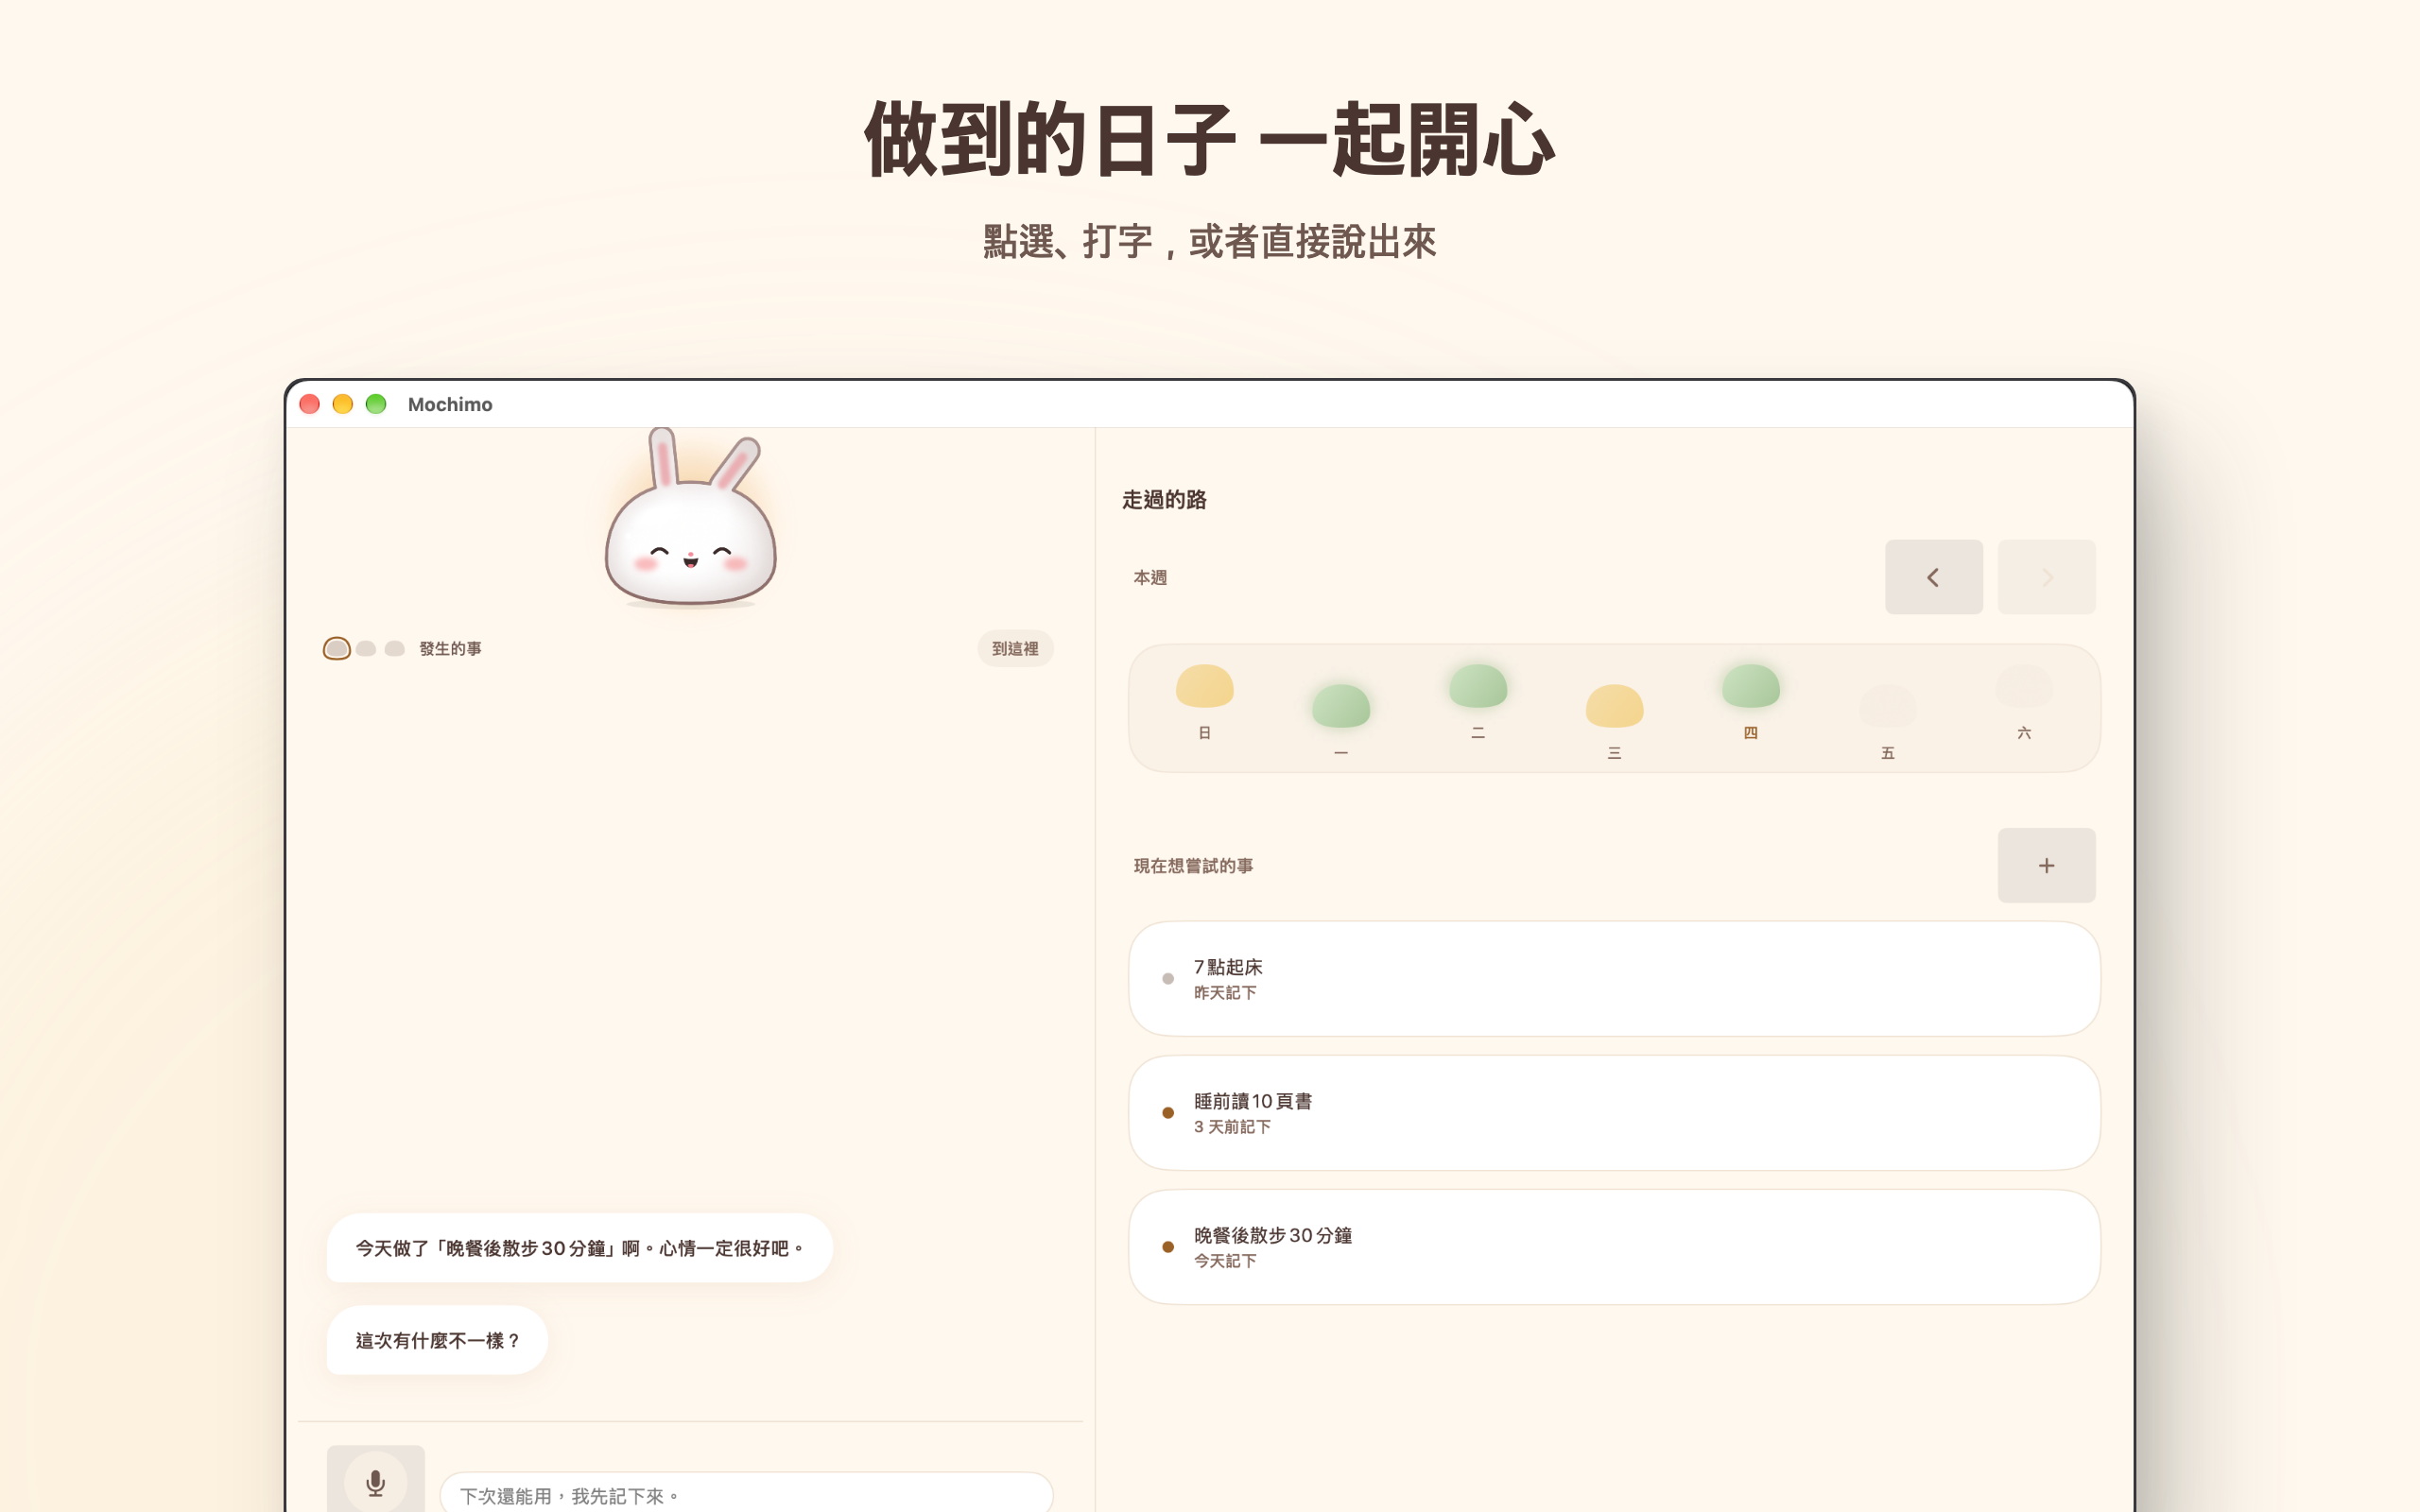 做到的日子 一起開心
點選、打字，或者直接說出來
Mochimo
發生的事
到這裡
今天做了「晚餐後散步30分鐘」啊。心情一定很好吧。
這次有什麼不一樣？
下次還能用，我先記下來。
走過的路
本週
日 一 二 三 四 五 六
現在想嘗試的事
7點起床
昨天記下
睡前讀10頁書
3 天前記下
晚餐後散步30分鐘
今天記下